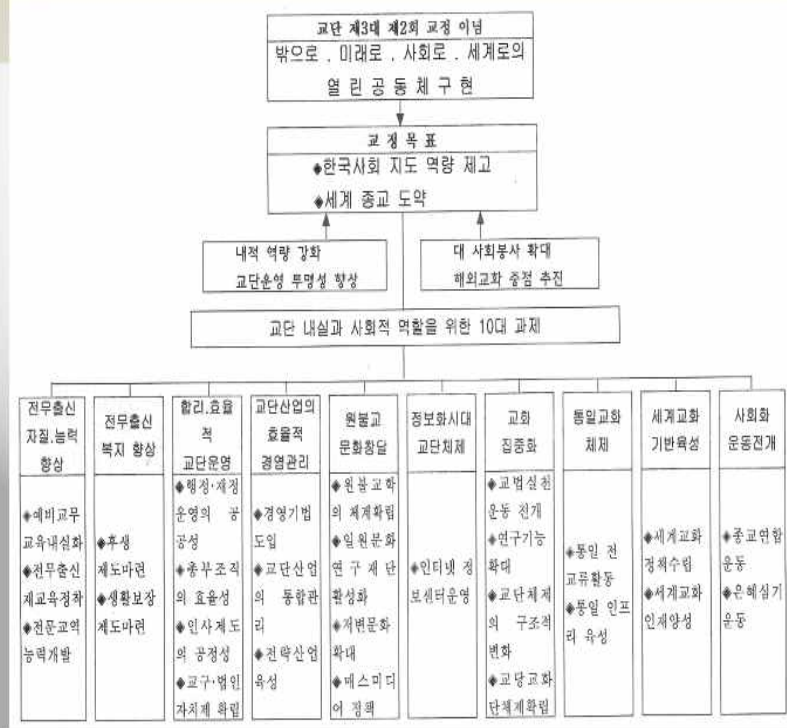 교단 제3대 제2회 교정 이념
밖으로 . 미래로 . 사회로 . 세계로의
열 린 공 동 체 구 현
교 정 목 표
◆한국사회 지도 역량 제고
◆세계 종교 도약
내적 역량 강화
교단운영 투명성 향상
대 사회봉사 확대
해외교화 중점 추진
교단 내실과 사회적 역할을 위한 10대 과제
전무출신
자질.능력
향상
◆예비교무
교육내실화
◆전무출신
재교육정착
◆전문교역
능력개발
전무출신
복지 향상
◆후생
제도마련
◆생활보장
제도마련
합리.효율
적
교단운영
◆행정·재정
운영의 공
공성
◆총부조직
의 효율성
◆인사제도
의 공정성
◆교구·법인
자치제 확립
교단산업의
효율적
경영관리
◆경영기법
도입
◆교단산업
의 통합관
리
◆전략산업
육성
원불교
문화창달
◆원불교학
의 체계확립
◆일원문화
연구재단
활성화
◆저변문화
확대
◆매스미디
어 정책
정보화시대
교단체제
◆인터넷 정
보센터운영
교화
집중화
◆교법실천
운동 전개
◆연구기능
확대
◆교단체제
의 구조적
변화
◆교당교화
단체제확립
통일교화
체제
◆통일 전
교류활동
◆통일 인프
라 육성
세계교화
기반육성
◆세계교화
정책수립
◆세계교화
인재양성
사회화
운동전개
◆종교연합
운동
◆은혜심기
운동